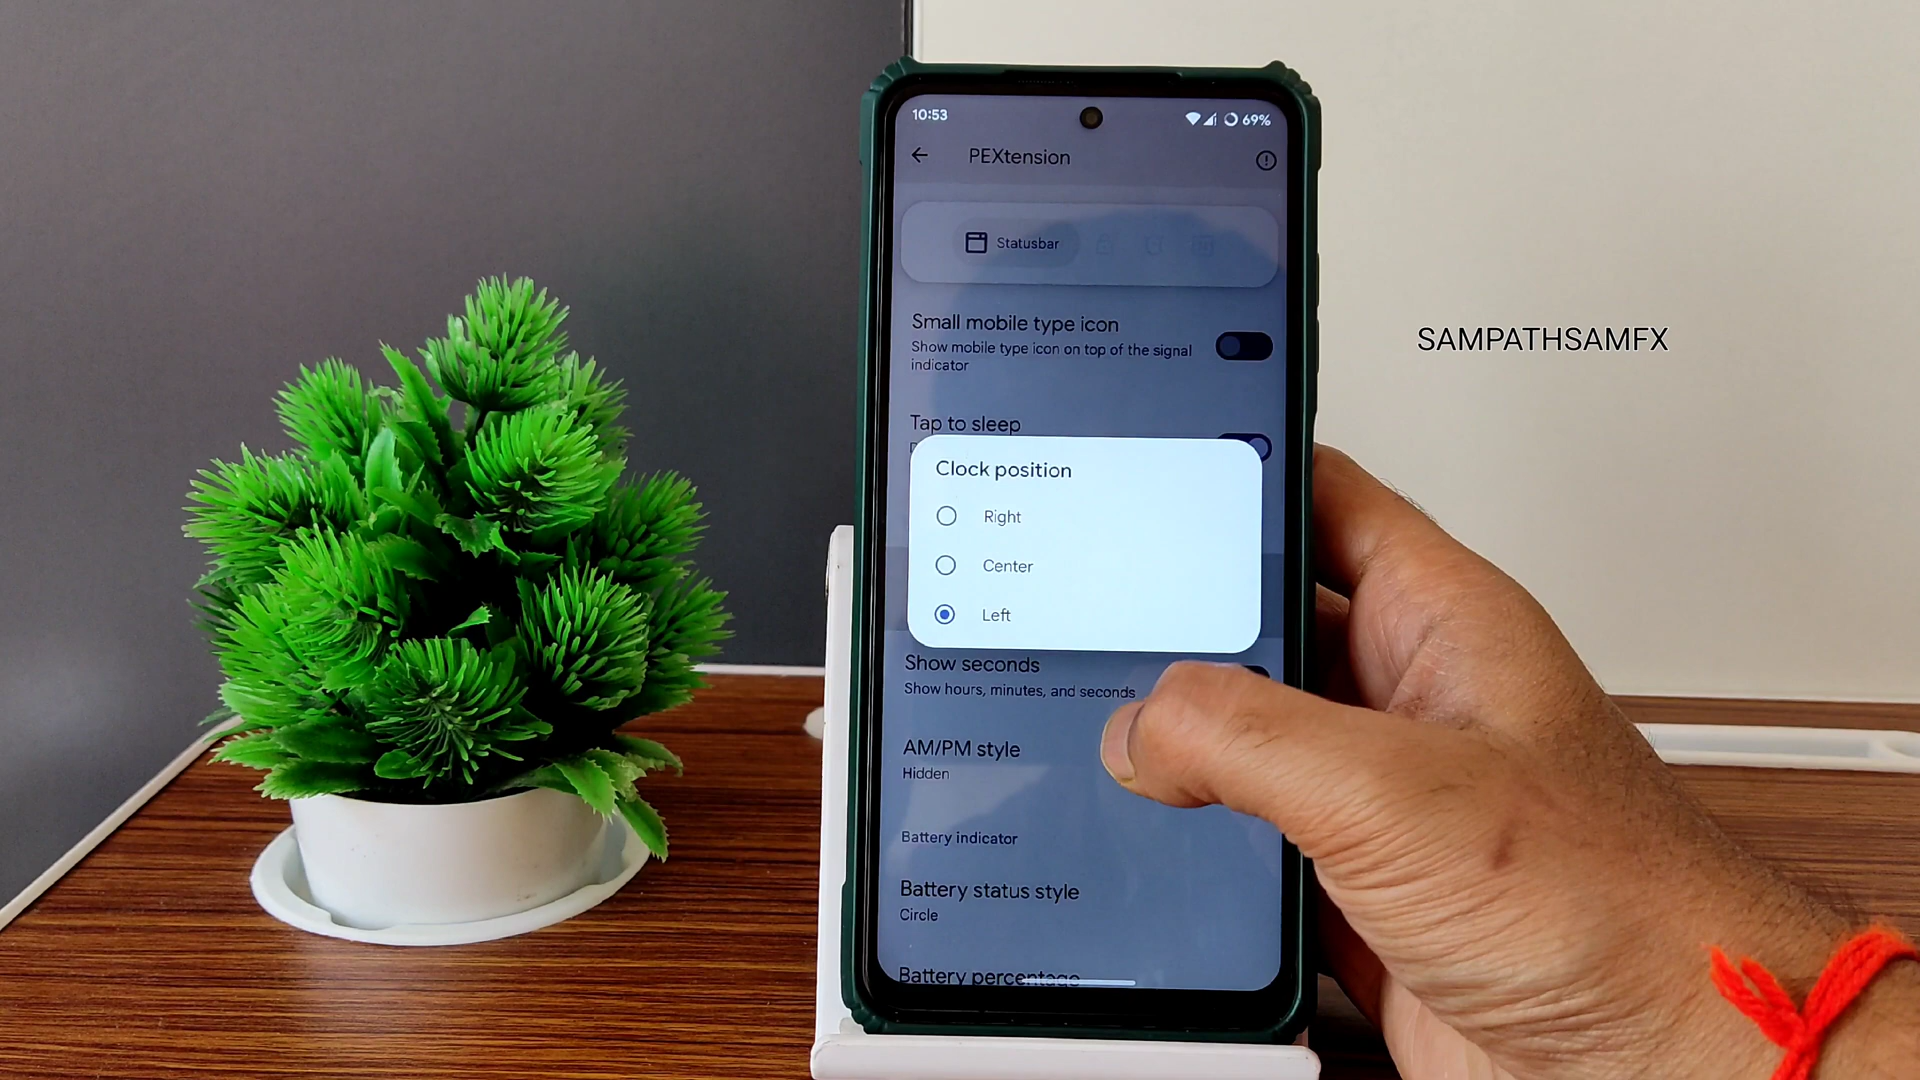 10:53
69%
PEXtension
Statusbar
Small mobile type icon
Show mobile type icon on top of the signal
indicator
Tap to sleep
Clock position
Right
Center
Left
Show seconds
Show hours, minutes, and seconds
AM/PM style
Hidden
Battery indicator
Battery status style
Circle
Battery percentage
SAMPATHSAMFX